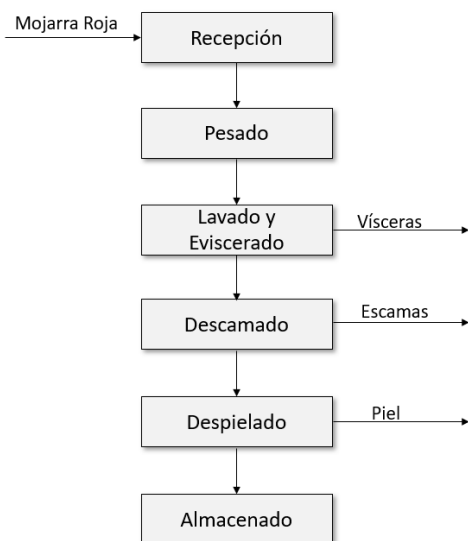 Mojarra Roja
Recepción
Pesado
Lavado y
Eviscerado
Vísceras
Descamado
Escamas
Despielado
Piel
Almacenado